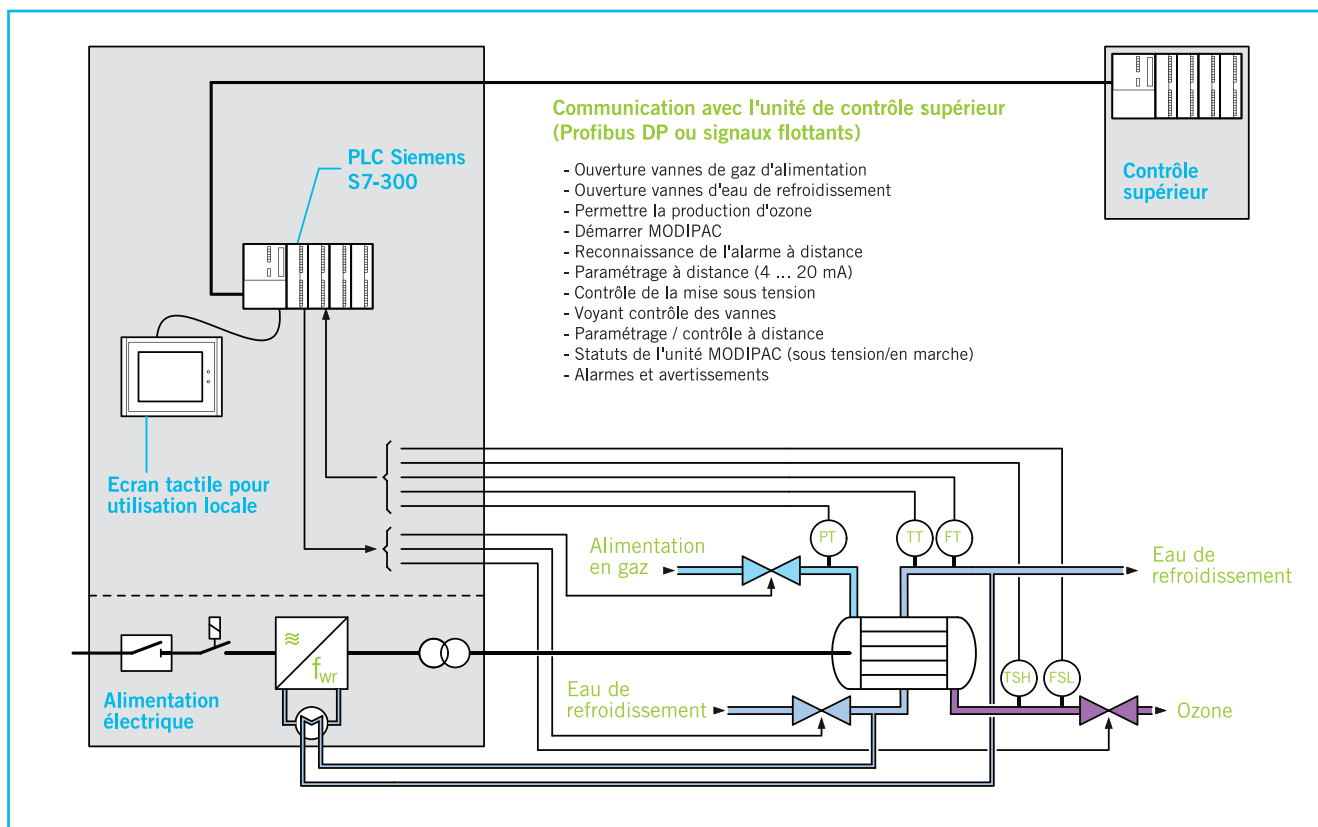 Communication avec l'unité de contrôle supérieur
(Profibus DP ou signaux flottants)
- Ouverture vannes de gaz d'alimentation
- Ouverture vannes d'eau de refroidissement
- Permettre la production d'ozone
- Démarrer MODIPAC
- Reconnaissance de l'alarme à distance
- Paramétrage à distance (4 ... 20 mA)
- Contrôle de la mise sous tension
- Voyant contrôle des vannes
- Paramétrage / contrôle à distance
- Statuts de l'unité MODIPAC (sous tension/en marche)
- Alarmes et avertissements
PLC Siemens
S7-300
Contrôle
supérieur
Ecran tactile pour
utilisation locale
Alimentation
en gaz
PT
TT
FT
Eau de
refroidissement
≋
fwr
Alimentation
électrique
Eau de
refroidissement
TSH
FSL
Ozone